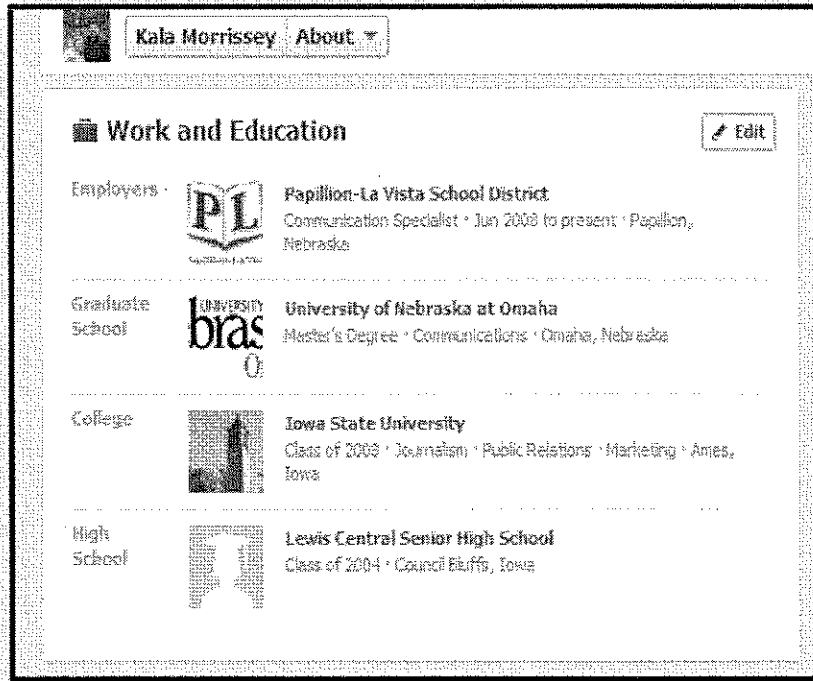 Kala Morrissey About
Work and Education
Edit
Employers
PL
Papillion-La Vista School District
Communication Specialist · Jun 2008 to present · Papillion,
Nebraska
Graduate
School
UNIVERSITY
bras
O
University of Nebraska at Omaha
Master's Degree · Communications · Omaha, Nebraska
College
Iowa State University
Class of 2008 · Journalism · Public Relations · Marketing · Ames,
Iowa
High
School
Lewis Central Senior High School
Class of 2004 · Council Bluffs, Iowa